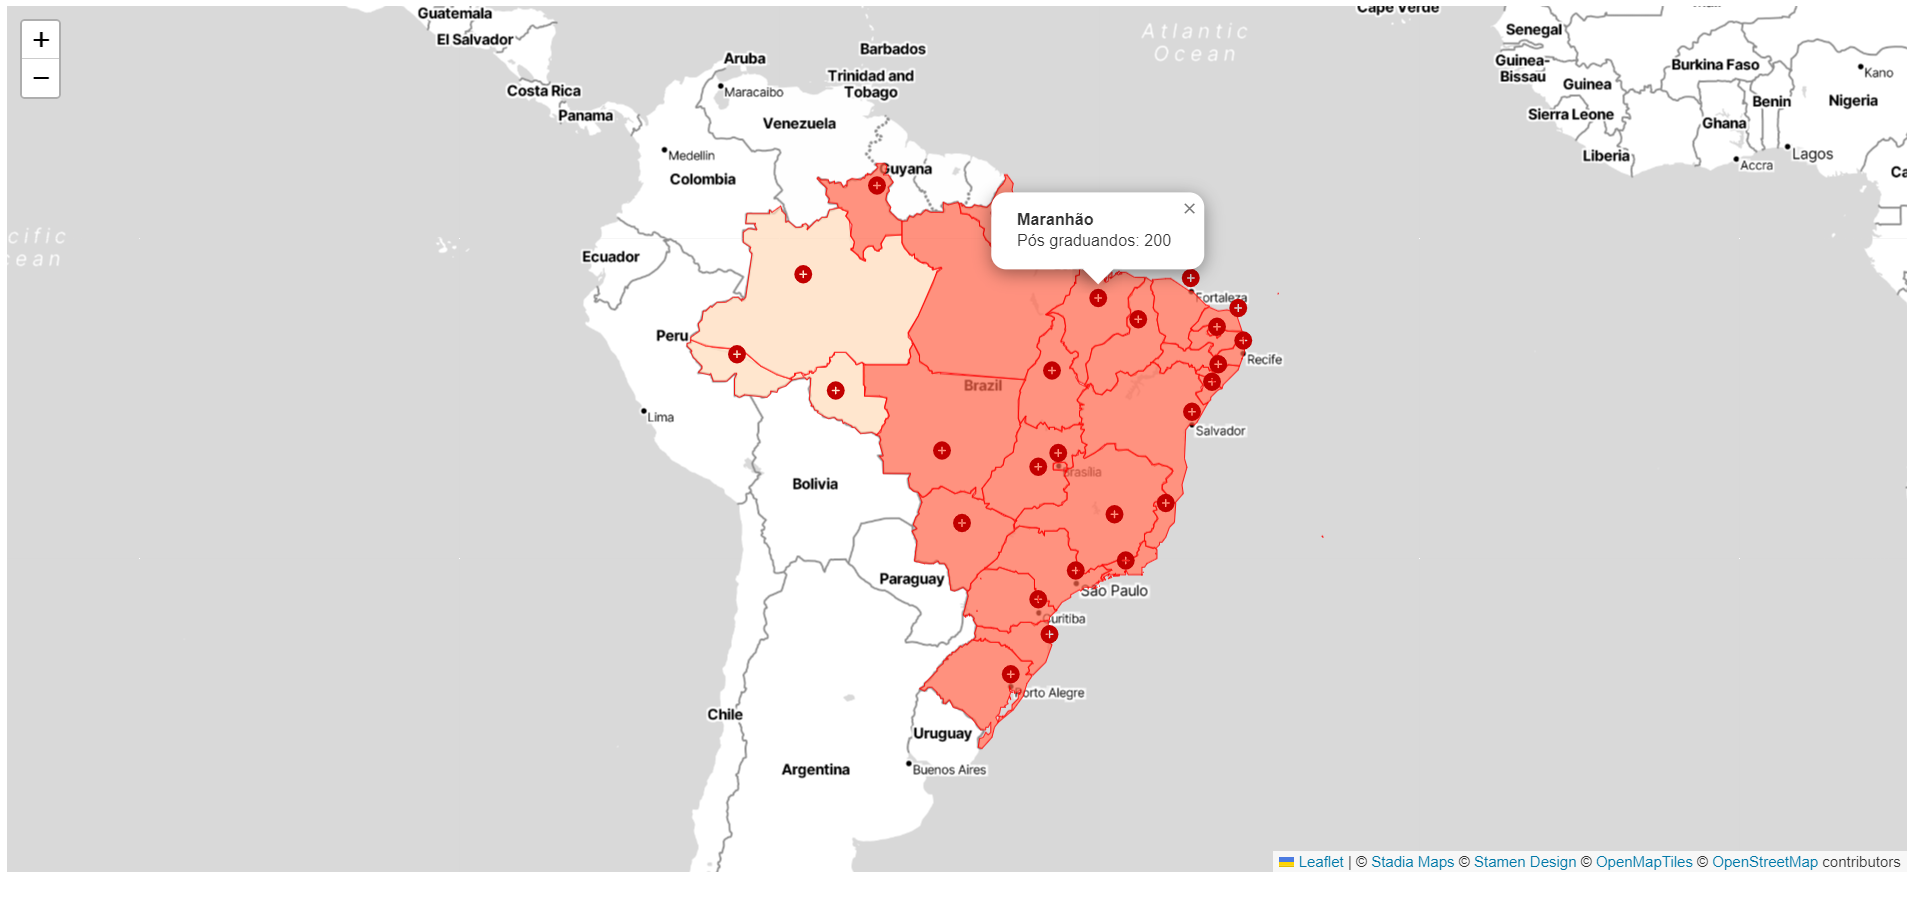 Guatemala
El Salvador
Costa Rica
Panama
Aruba
Maracaibo
Barbados
Trinidad and
Tobago
Venezuela
Medellin
Colombia
Guyana
Atlantic
Ocean
Cape Verde
Senegal
Guinea-
Bissau
Guinea
Sierra Leone
Liberia
Burkina Faso
Ghana
Benin
Accra
Lagos
Nigeria
Kano
+
−
cific
ean
Ecuador
Peru
Lima
Maranhão
Pós graduandos: 200
×
Fortaleza
Recife
Brazil
Salvador
Brasília
Bolivia
Paraguay
São Paulo
Curitiba
Porto Alegre
Chile
Uruguay
Argentina
Buenos Aires
Leaflet | © Stadia Maps © Stamen Design © OpenMapTiles © OpenStreetMap contributors